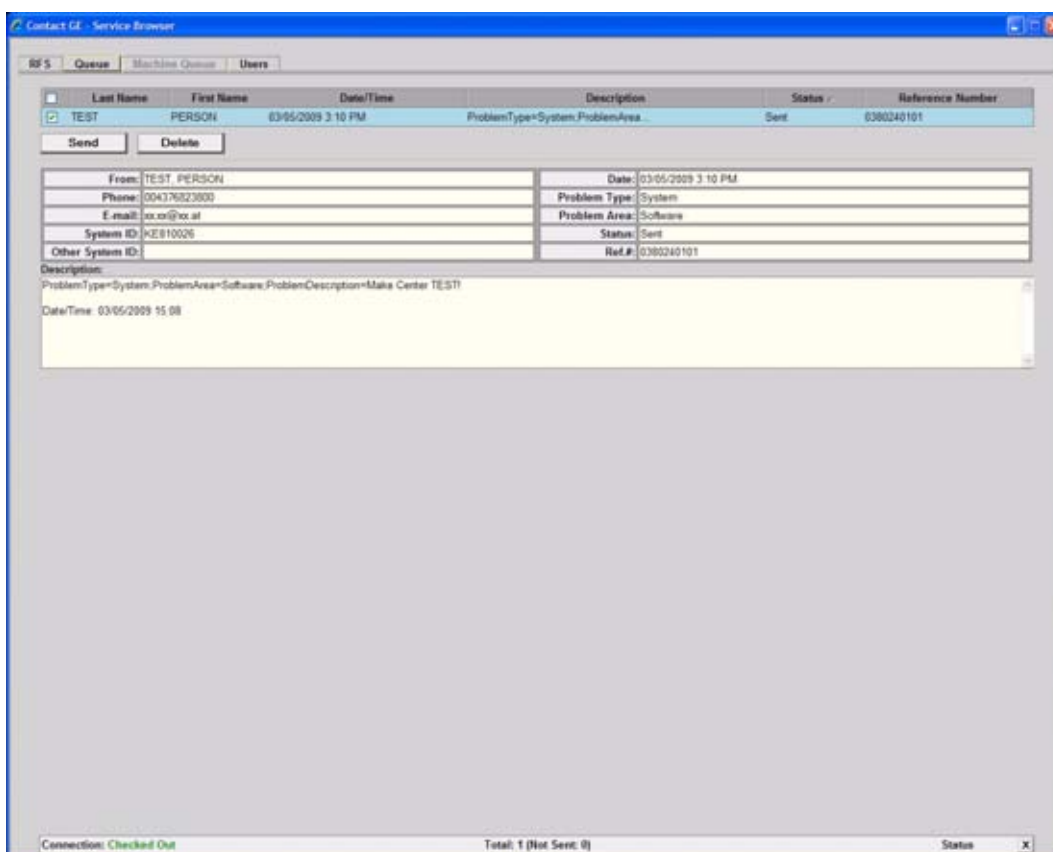 Contact GE - Service Browser
RFS Queue Machine Queue Users
Last Name First Name Date/Time Description Status Reference Number
TEST PERSON 03/05/2009 3:10 PM ProblemType=System;ProblemArea... Sent 0380240101
Send Delete
From: TEST, PERSON Date: 03/05/2009 3:10 PM
Phone: 004376823800 Problem Type: System
E-mail: xx.xx@xx.at Problem Area: Software
System ID: KE810026 Status: Sent
Other System ID: Ref.#: 0380240101
Description:
ProblemType=System;ProblemArea=Software;ProblemDescription=Make Center TEST!
Date/Time: 03/05/2009 15:08
Connection: Checked Out Total: 1 (Not Sent: 0) Status X